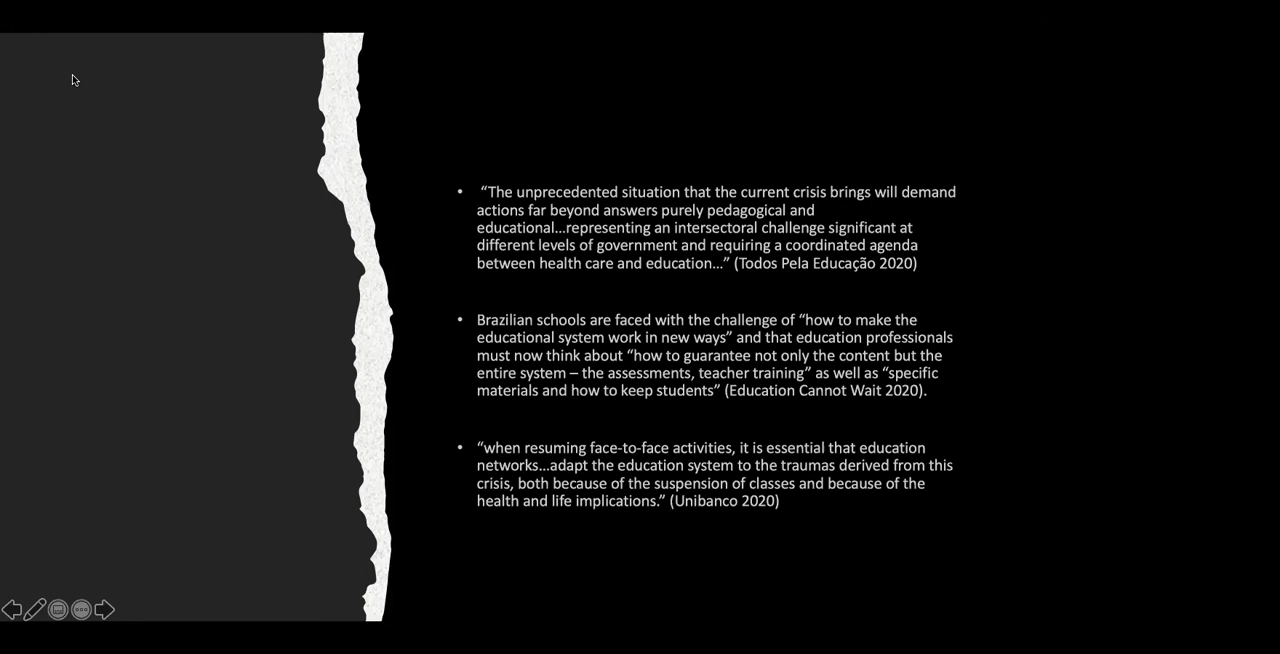 • “The unprecedented situation that the current crisis brings will demand
actions far beyond answers purely pedagogical and
educational...representing an intersectoral challenge significant at
different levels of government and requiring a coordinated agenda
between health care and education...” (Todos Pela Educação 2020)
• Brazilian schools are faced with the challenge of “how to make the
educational system work in new ways” and that education professionals
must now think about “how to guarantee not only the content but the
entire system – the assessments, teacher training” as well as “specific
materials and how to keep students” (Education Cannot Wait 2020).
• “when resuming face-to-face activities, it is essential that education
networks...adapt the education system to the traumas derived from this
crisis, both because of the suspension of classes and because of the
health and life implications.” (Unibanco 2020)